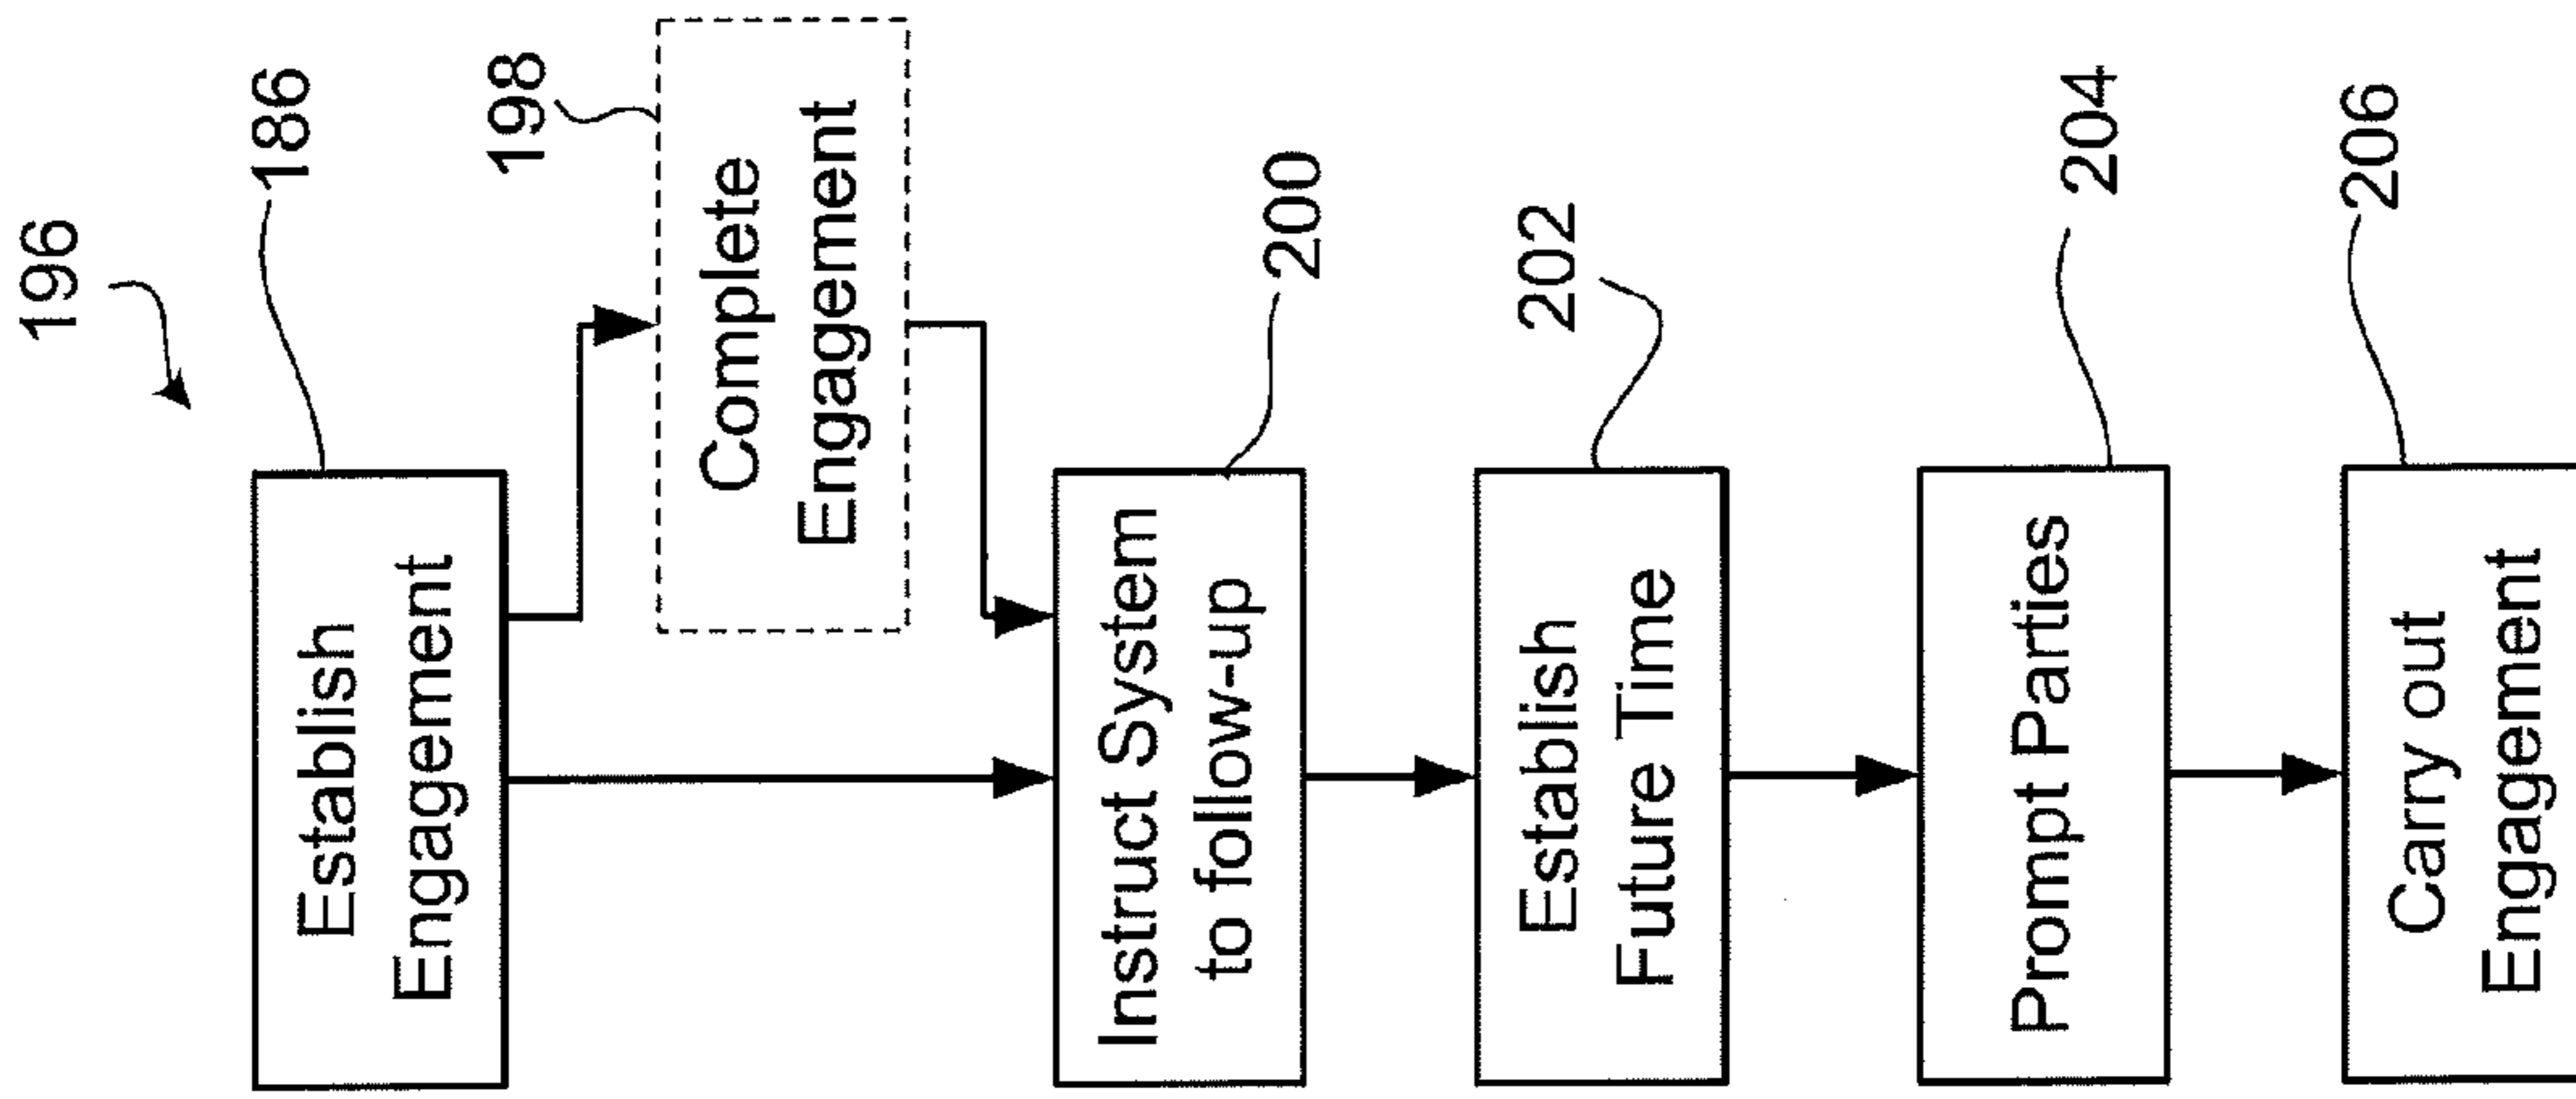 196
186
Establish
Engagement
198
Complete
Engagement
200
Instruct System
to follow-up
202
Establish
Future Time
204
Prompt Parties
206
Carry out
Engagement